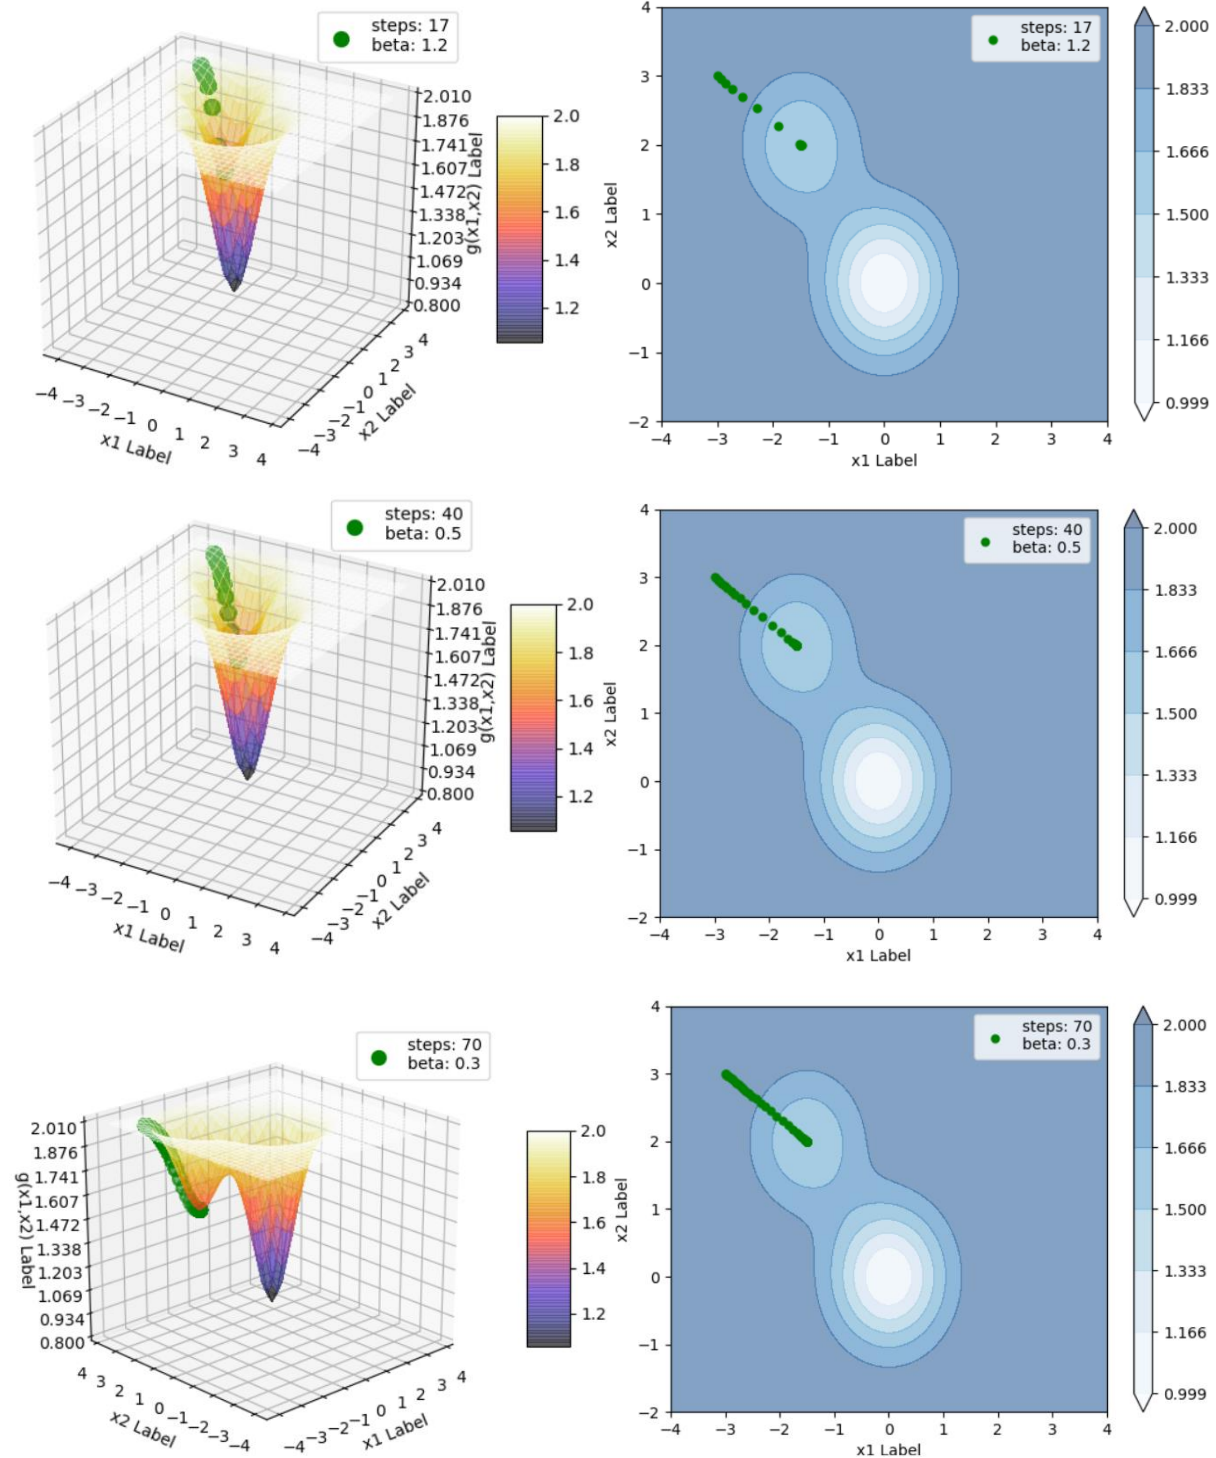 steps: 17
beta: 1.2
2.010
1.876
1.741
1.607
1.472
1.338
1.203
1.069
0.934
0.800
g(x1,x2) Label
−4 −3 −2 −1 0 1 2 3 4
x1 Label
−4 −3 −2 −1 0 1 2 3 4
x2 Label
2.0
1.8
1.6
1.4
1.2
steps: 17
beta: 1.2
4
3
2
1
0
−1
−2
x2 Label
−4 −3 −2 −1 0 1 2 3 4
x1 Label
2.000
1.833
1.666
1.500
1.333
1.166
0.999
steps: 40
beta: 0.5
2.010
1.876
1.741
1.607
1.472
1.338
1.203
1.069
0.934
0.800
g(x1,x2) Label
−4 −3 −2 −1 0 1 2 3 4
x1 Label
−4 −3 −2 −1 0 1 2 3 4
x2 Label
2.0
1.8
1.6
1.4
1.2
steps: 40
beta: 0.5
4
3
2
1
0
−1
−2
x2 Label
−4 −3 −2 −1 0 1 2 3 4
x1 Label
2.000
1.833
1.666
1.500
1.333
1.166
0.999
steps: 70
beta: 0.3
2.010
1.876
1.741
1.607
1.472
1.338
1.203
1.069
0.934
0.800
g(x1,x2) Label
4 3 2 1 0 −1 −2 −3 −4
x2 Label
−4 −3 −2 −1 0 1 2 3 4
x1 Label
2.0
1.8
1.6
1.4
1.2
steps: 70
beta: 0.3
4
3
2
1
0
−1
−2
x2 Label
−4 −3 −2 −1 0 1 2 3 4
x1 Label
2.000
1.833
1.666
1.500
1.333
1.166
0.999